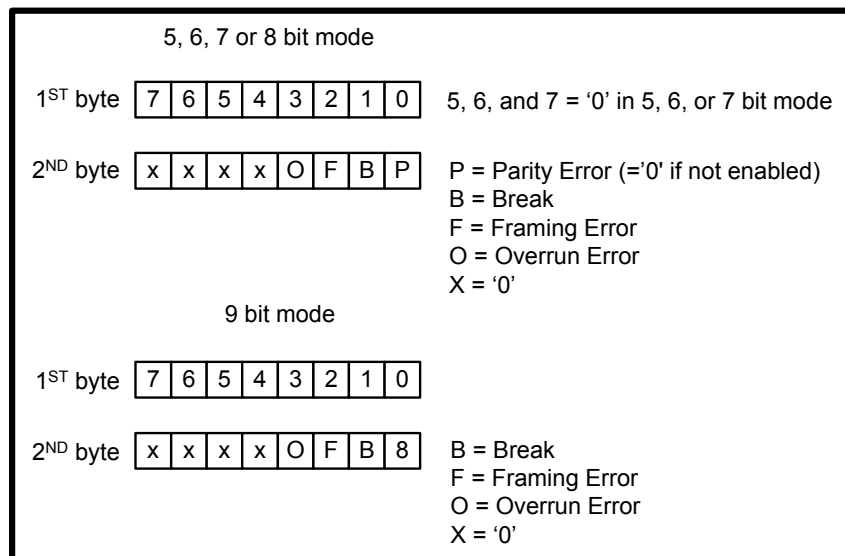 5, 6, 7 or 8 bit mode
1ST byte 7 6 5 4 3 2 1 0 5, 6, and 7 = ‘0’ in 5, 6, or 7 bit mode
2ND byte x x x x O F B P P = Parity Error (=’0' if not enabled)
B = Break
F = Framing Error
O = Overrun Error
X = ‘0’
9 bit mode
1ST byte 7 6 5 4 3 2 1 0
2ND byte x x x x O F B 8 B = Break
F = Framing Error
O = Overrun Error
X = ‘0’